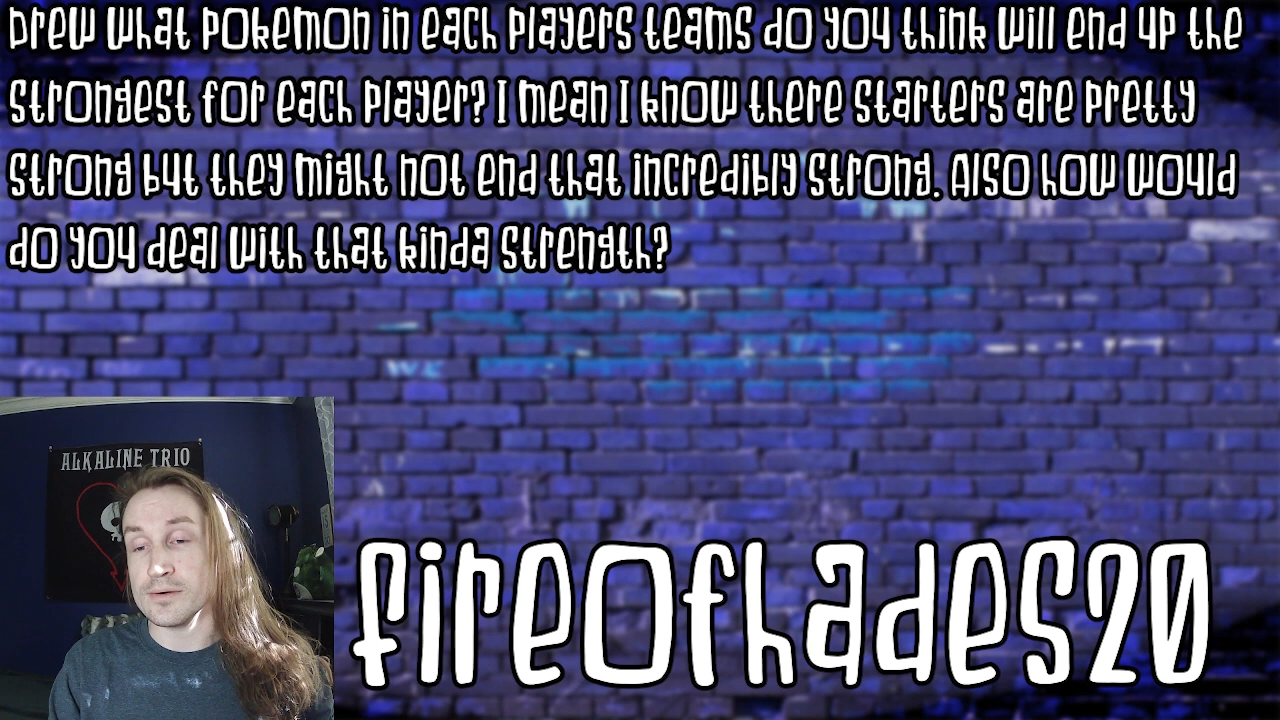 Drew what pokemon in each players teams do you think will end up the
strongest for each player? I mean I know there starters are pretty
strong but they might not end that incredibly strong. Also how would
do you deal with that kinda strength?
ALKALINE TRIO
fireofhades20